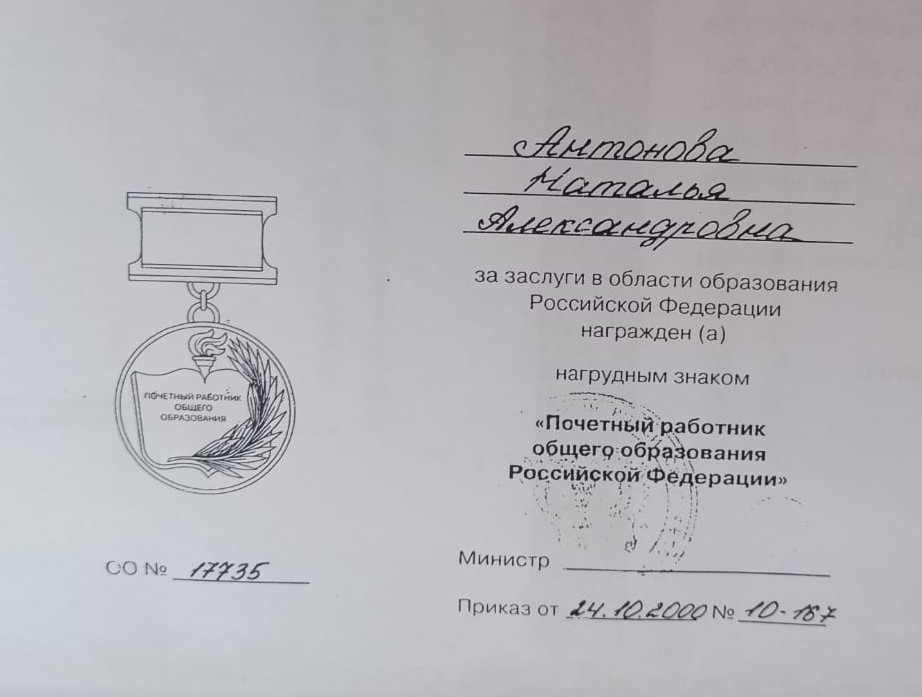 ПОЧЕТНЫЙ РАБОТНИК
ОБЩЕГО
ОБРАЗОВАНИЯ
СО № 17735
Антонова
Наталья
Александровна
за заслуги в области образования
Российской Федерации
награжден (а)
нагрудным знаком
«Почетный работник
общего образования
Российской Федерации»
Министр
Приказ от 24.10.2000 № 10-167